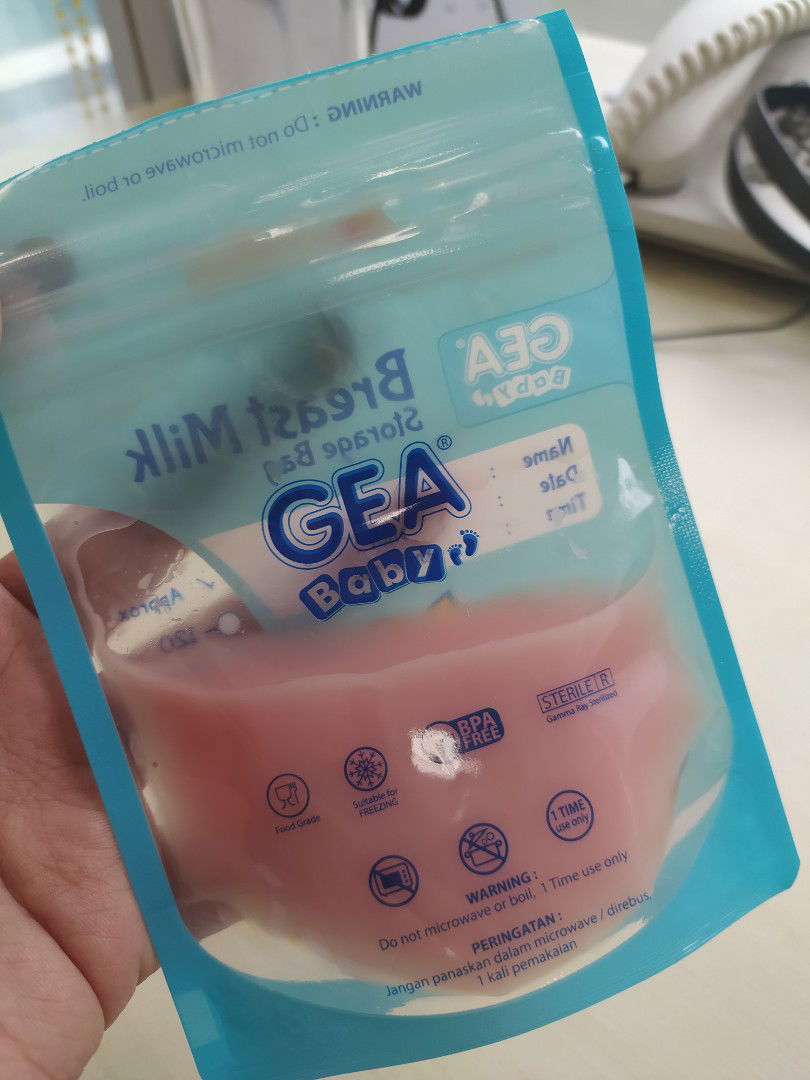 WARNING : Do not microwave or boil.
GEA
Baby
Breast Milk
Storage Bag
Name :
Date :
Time :
GEA®
Baby
Approx.
120
STERILE R
Gamma Ray Sterilized
BPA
FREE
Food Grade
Suitable for
FREEZING
1 TIME
use only
WARNING :
Do not microwave or boil, 1 Time use only
PERINGATAN :
Jangan panaskan dalam microwave / direbus,
1 kali pemakaian